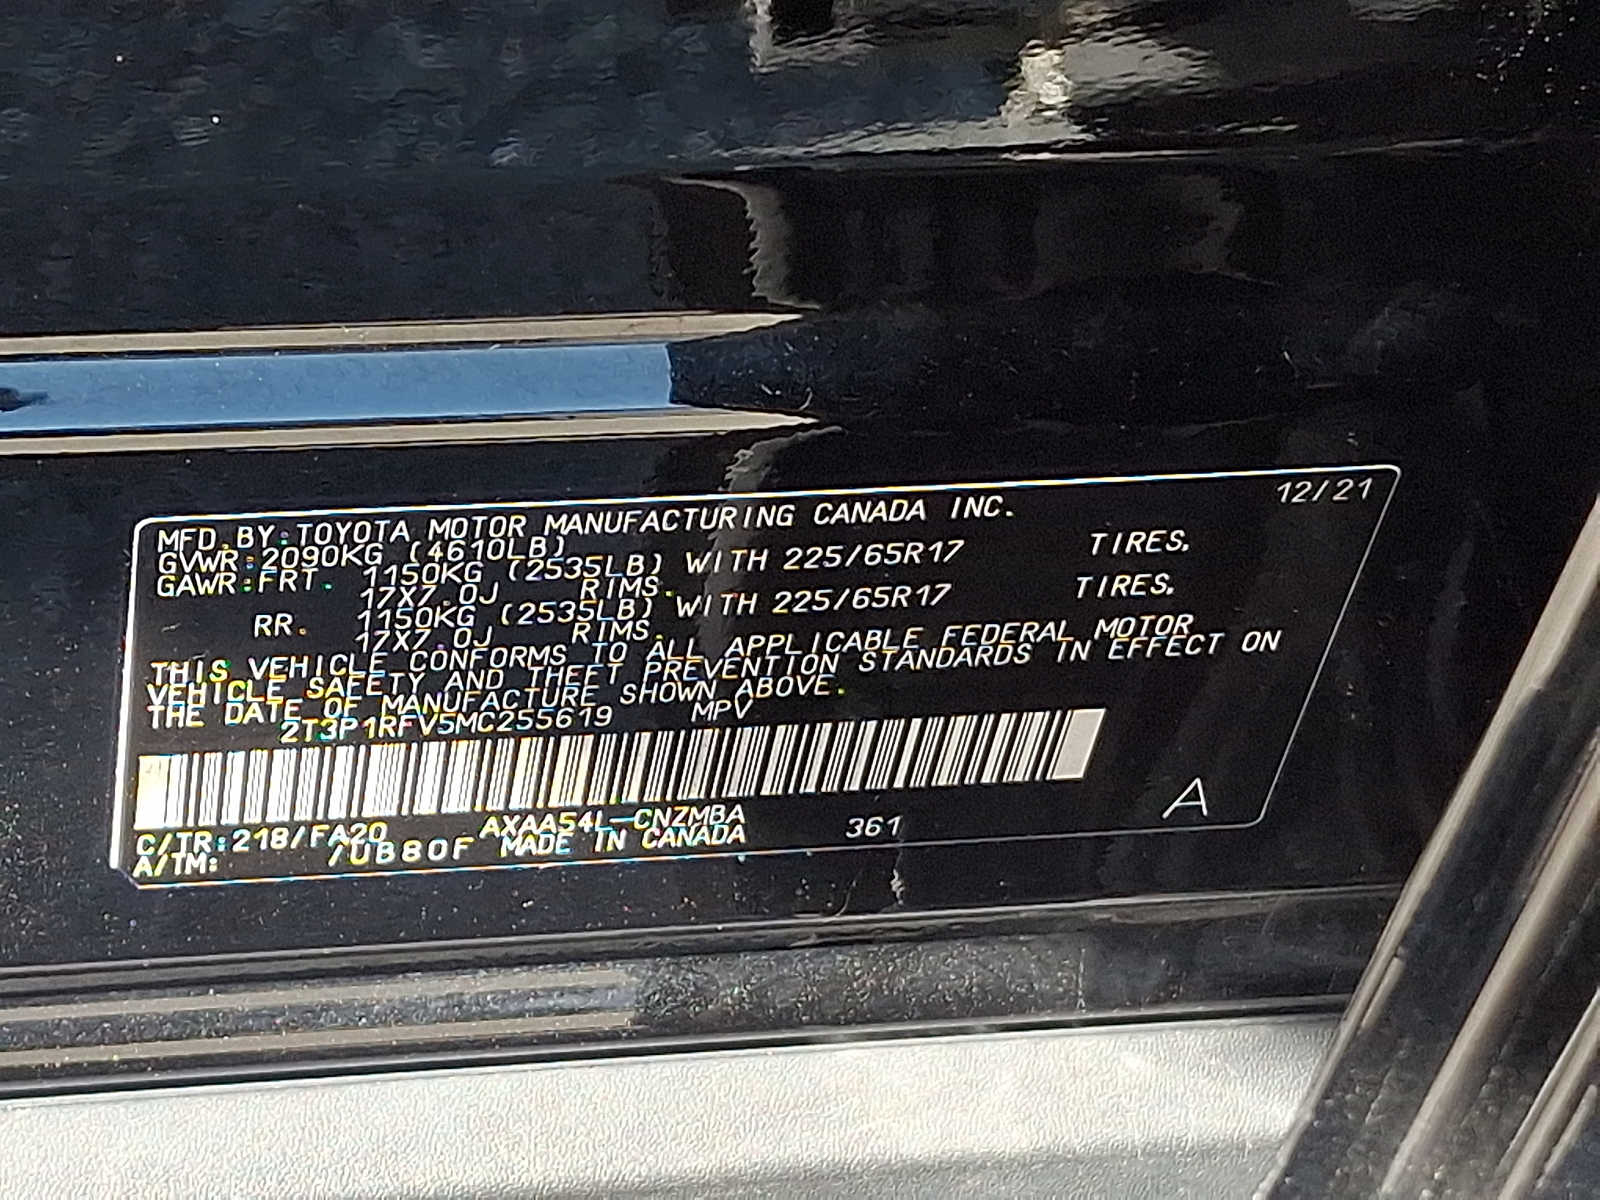 12/21
MFD.BY:TOYOTA MOTOR MANUFACTURING CANADA INC.
GVWR:2090KG (4610LB)
GAWR:FRT. 1150KG (2535LB) WITH 225/65R17 TIRES.
17X7.0J RIMS.
RR. 1150KG (2535LB) WITH 225/65R17 TIRES.
17X7.0J RIMS.
THIS VEHICLE CONFORMS TO ALL APPLICABLE FEDERAL MOTOR
VEHICLE SAFETY AND THEFT PREVENTION STANDARDS IN EFFECT ON
THE DATE OF MANUFACTURE SHOWN ABOVE.
2T3P1RFV5MC255619 MPV
C/TR:218/FA20 AXAA54L-CNZMBA 361 A
A/TM: /UB80F MADE IN CANADA